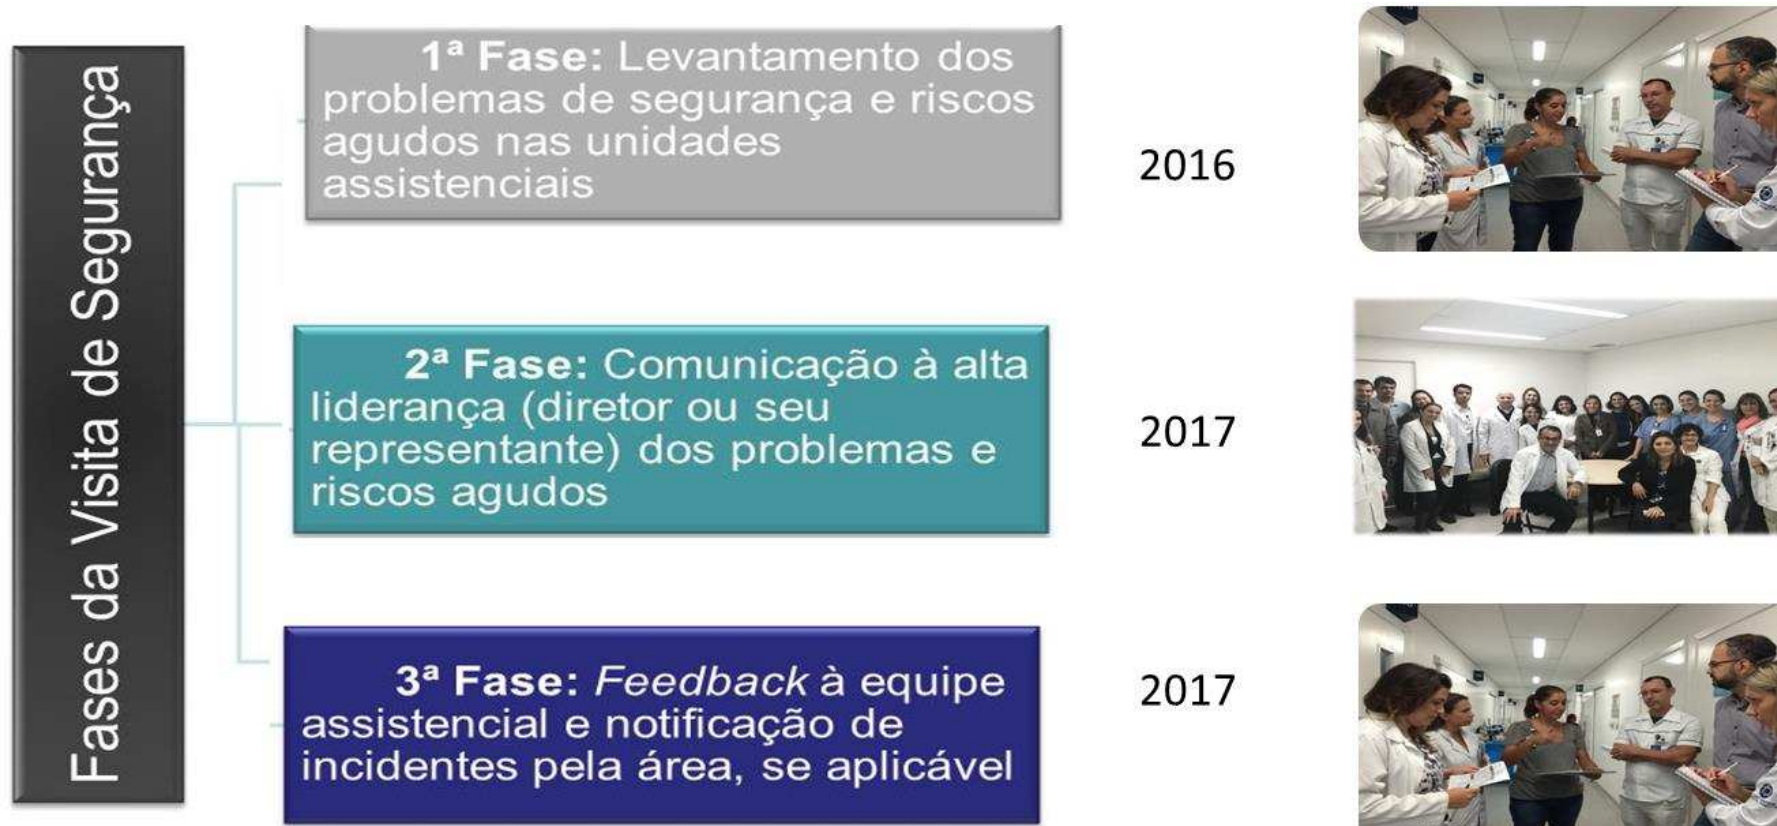 Fases da Visita de Segurança
1ª Fase: Levantamento dos
problemas de segurança e riscos
agudos nas unidades
assistenciais
2016
2ª Fase: Comunicação à alta
liderança (diretor ou seu
representante) dos problemas e
riscos agudos
2017
3ª Fase: Feedback à equipe
assistencial e notificação de
incidentes pela área, se aplicável
2017